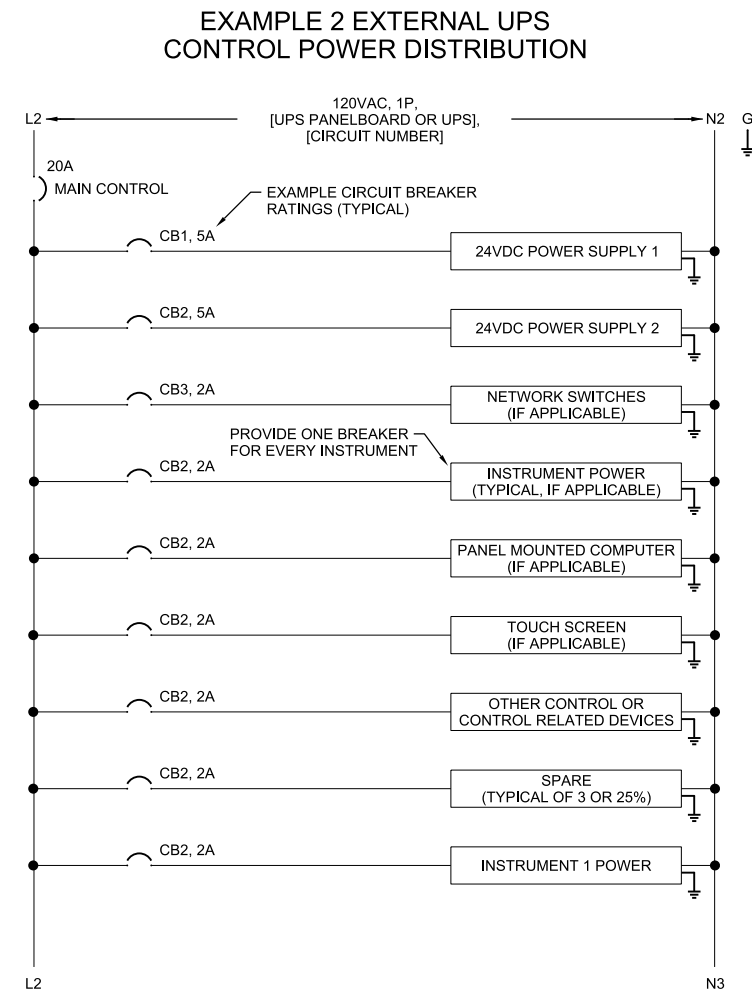 EXAMPLE 2 EXTERNAL UPS
CONTROL POWER DISTRIBUTION
L2
120VAC, 1P,
[UPS PANELBOARD OR UPS],
[CIRCUIT NUMBER]
N2
G
20A
MAIN CONTROL
EXAMPLE CIRCUIT BREAKER
RATINGS (TYPICAL)
CB1, 5A
24VDC POWER SUPPLY 1
CB2, 5A
24VDC POWER SUPPLY 2
CB3, 2A
NETWORK SWITCHES
(IF APPLICABLE)
PROVIDE ONE BREAKER
FOR EVERY INSTRUMENT
CB2, 2A
INSTRUMENT POWER
(TYPICAL, IF APPLICABLE)
CB2, 2A
PANEL MOUNTED COMPUTER
(IF APPLICABLE)
CB2, 2A
TOUCH SCREEN
(IF APPLICABLE)
CB2, 2A
OTHER CONTROL OR
CONTROL RELATED DEVICES
CB2, 2A
SPARE
(TYPICAL OF 3 OR 25%)
CB2, 2A
INSTRUMENT 1 POWER
L2
N3